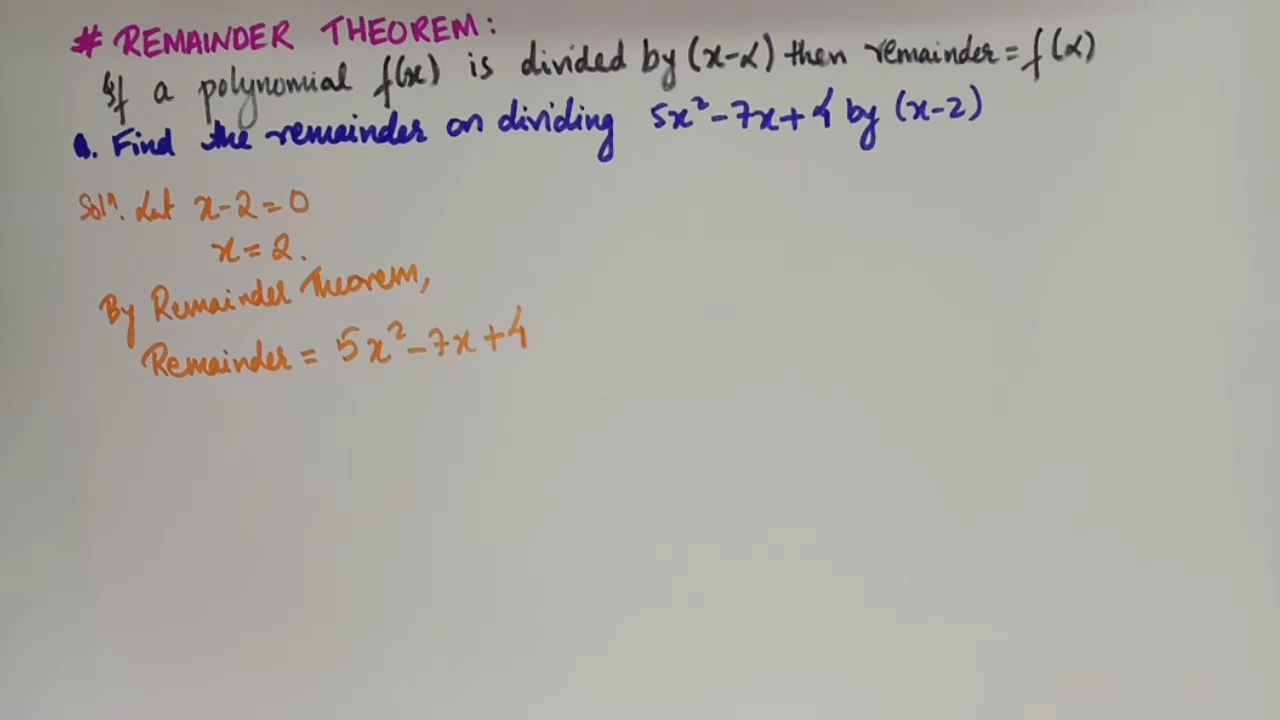 # REMAINDER THEOREM:
If a polynomial f(x) is divided by (x-α) then remainder = f(α)
Q. Find the remainder on dividing 5x²-7x+4 by (x-2)
Solⁿ. Let x-2=0
x=2.
By Remainder Theorem,
Remainder = 5x²-7x+4